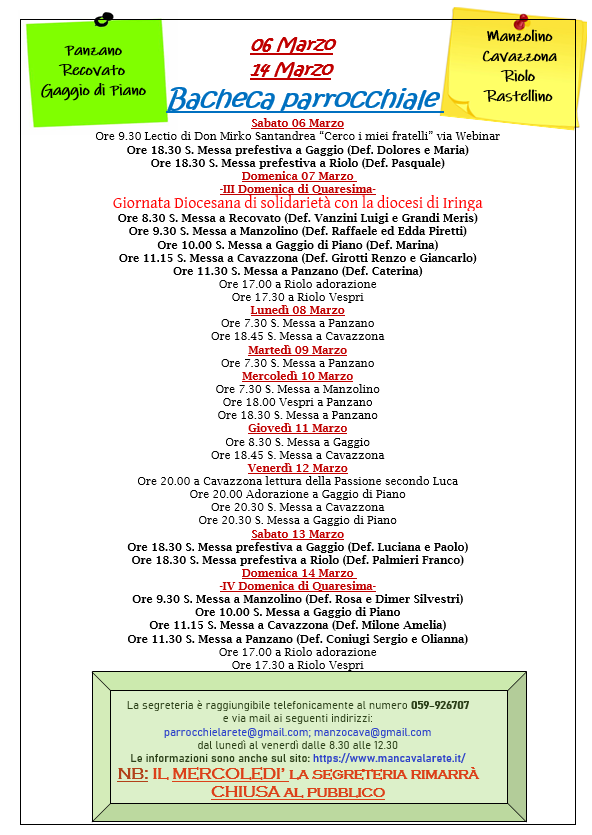 Panzano
Recovato
Gaggio di Piano
06 Marzo
14 Marzo
Bacheca parrocchiale
Manzolino
Cavazzona
Riolo
Rastellino
Sabato 06 Marzo
Ore 9.30 Lectio di Don Mirko Santandrea “Cerco i miei fratelli” via Webinar
Ore 18.30 S. Messa prefestiva a Gaggio (Def. Dolores e Maria)
Ore 18.30 S. Messa prefestiva a Riolo (Def. Pasquale)
Domenica 07 Marzo
-III Domenica di Quaresima-
Giornata Diocesana di solidarietà con la diocesi di Iringa
Ore 8.30 S. Messa a Recovato (Def. Vanzini Luigi e Grandi Meris)
Ore 9.30 S. Messa a Manzolino (Def. Raffaele ed Edda Piretti)
Ore 10.00 S. Messa a Gaggio di Piano (Def. Marina)
Ore 11.15 S. Messa a Cavazzona (Def. Girotti Renzo e Giancarlo)
Ore 11.30 S. Messa a Panzano (Def. Caterina)
Ore 17.00 a Riolo adorazione
Ore 17.30 a Riolo Vespri
Lunedì 08 Marzo
Ore 7.30 S. Messa a Panzano
Ore 18.45 S. Messa a Cavazzona
Martedì 09 Marzo
Ore 7.30 S. Messa a Panzano
Mercoledì 10 Marzo
Ore 7.30 S. Messa a Manzolino
Ore 18.00 Vespri a Panzano
Ore 18.30 S. Messa a Panzano
Giovedì 11 Marzo
Ore 8.30 S. Messa a Gaggio
Ore 18.45 S. Messa a Cavazzona
Venerdì 12 Marzo
Ore 20.00 a Cavazzona lettura della Passione secondo Luca
Ore 20.00 Adorazione a Gaggio di Piano
Ore 20.30 S. Messa a Cavazzona
Ore 20.30 S. Messa a Gaggio di Piano
Sabato 13 Marzo
Ore 18.30 S. Messa prefestiva a Gaggio (Def. Luciana e Paolo)
Ore 18.30 S. Messa prefestiva a Riolo (Def. Palmieri Franco)
Domenica 14 Marzo
-IV Domenica di Quaresima-
Ore 9.30 S. Messa a Manzolino (Def. Rosa e Dimer Silvestri)
Ore 10.00 S. Messa a Gaggio di Piano
Ore 11.15 S. Messa a Cavazzona (Def. Milone Amelia)
Ore 11.30 S. Messa a Panzano (Def. Coniugi Sergio e Olianna)
Ore 17.00 a Riolo adorazione
Ore 17.30 a Riolo Vespri
La segreteria è raggiungibile telefonicamente al numero 059-926707
e via mail ai seguenti indirizzi:
parrocchielarete@gmail.com; manzocava@gmail.com
dal lunedì al venerdì dalle 8.30 alle 12.30
Le informazioni sono anche sul sito: https://www.mancavalarete.it/
NB: IL MERCOLEDI’ LA SEGRETERIA RIMARRÀ
CHIUSA AL PUBBLICO